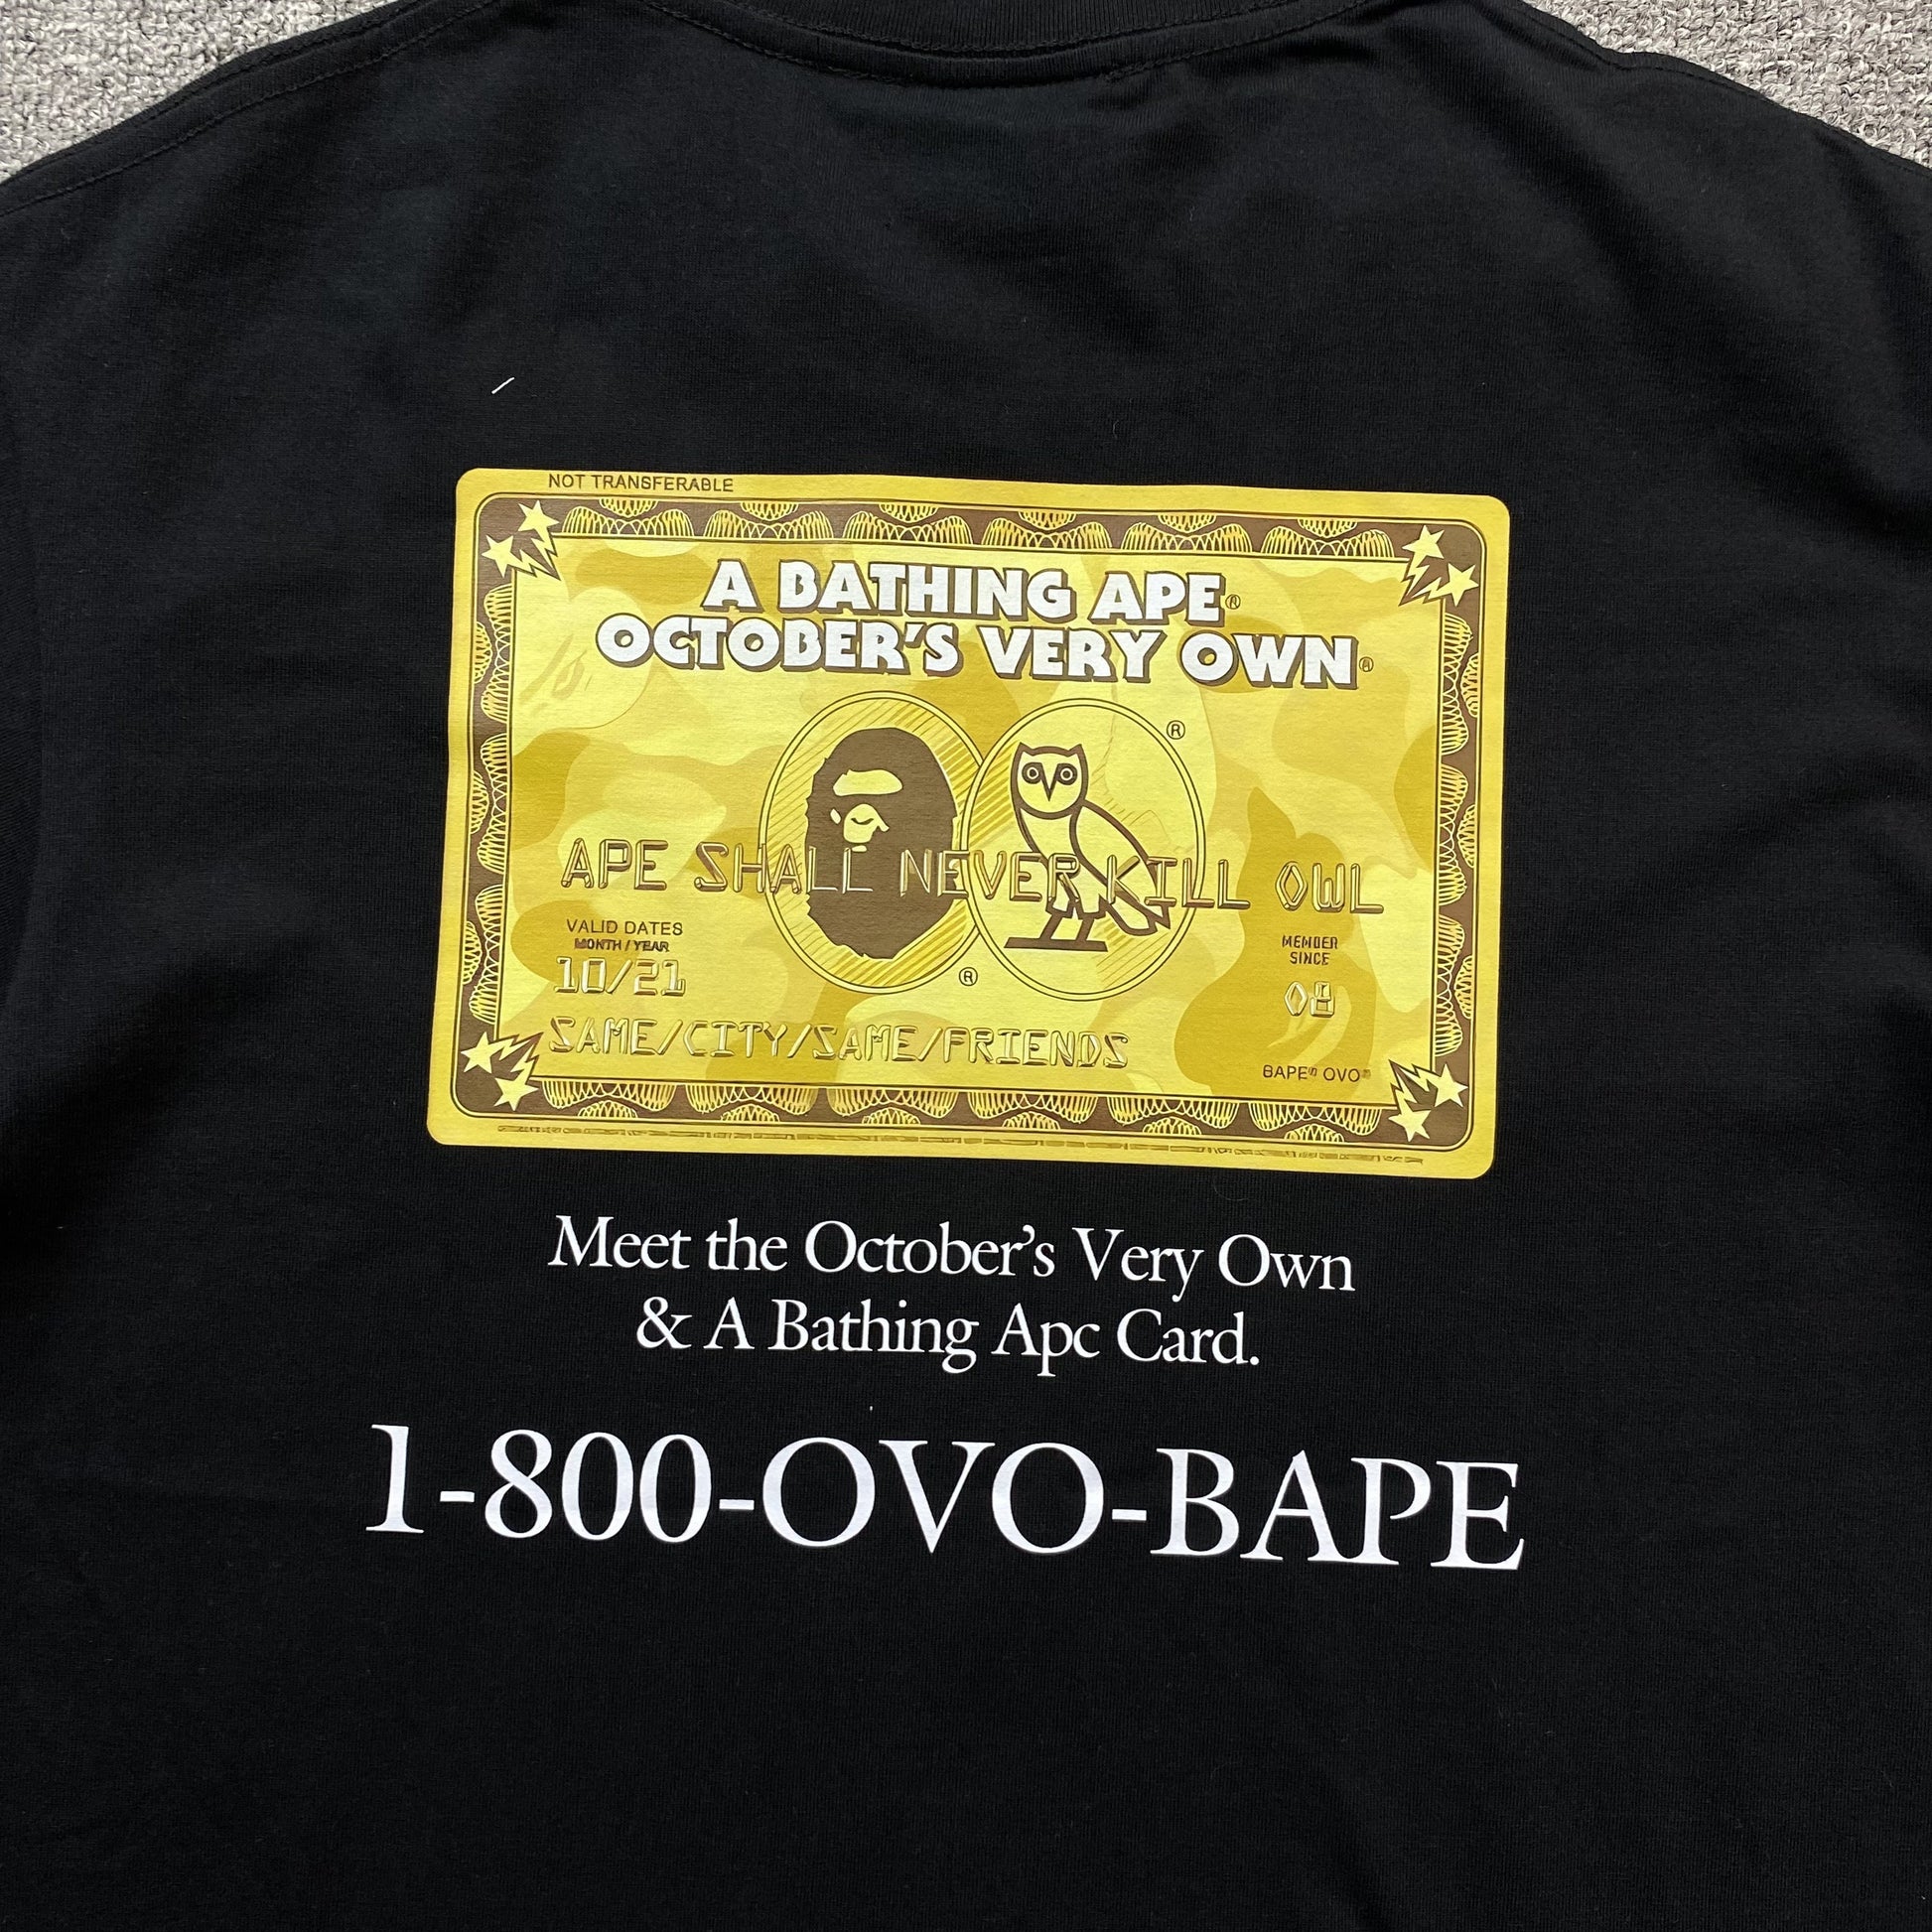 NOT TRANSFERABLE
A BATHING APE®
OCTOBER'S VERY OWN®
®
APE SHALL NEVER KILL OWL
VALID DATES
MONTH / YEAR
10/21
®
MEMBER
SINCE
08
SAME/CITY/SAME/FRIENDS
BAPE® OVO®
Meet the October's Very Own
& A Bathing Apc Card.
1-800-OVO-BAPE